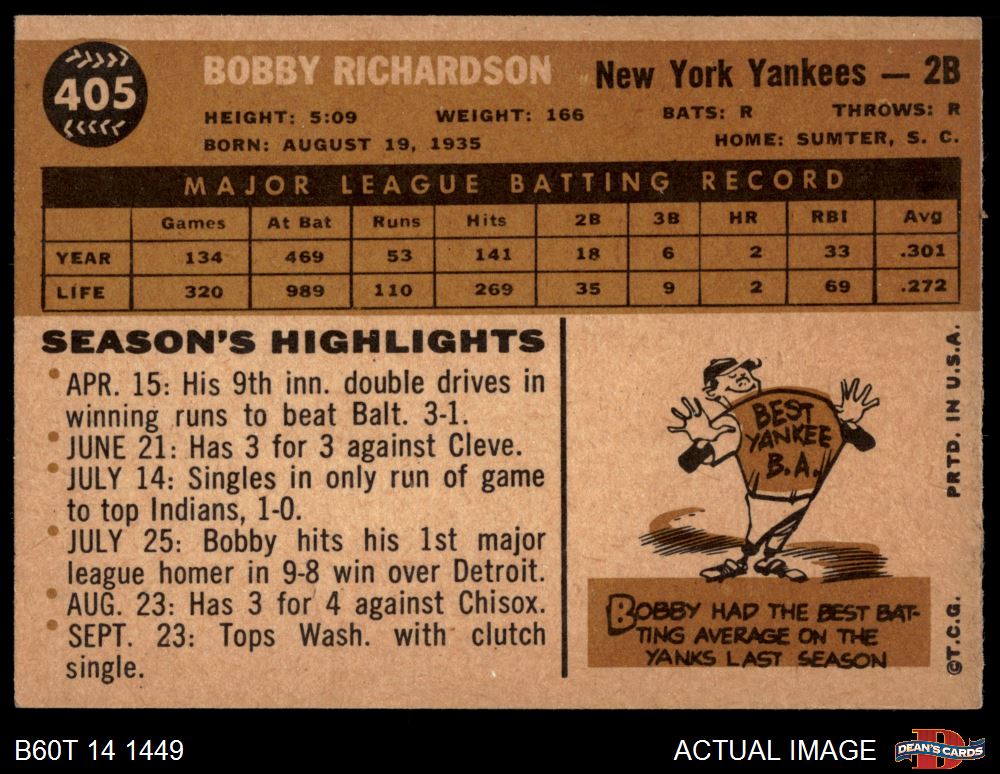 405
BOBBY RICHARDSON
New York Yankees — 2B
HEIGHT: 5:09 WEIGHT: 166 BATS: R THROWS: R
BORN: AUGUST 19, 1935 HOME: SUMTER, S. C.
MAJOR LEAGUE BATTING RECORD
Games At Bat Runs Hits 2B 3B HR RBI Avg
YEAR 134 469 53 141 18 6 2 33 .301
LIFE 320 989 110 269 35 9 2 69 .272
SEASON'S HIGHLIGHTS
APR. 15: His 9th inn. double drives in
winning runs to beat Balt. 3-1.
JUNE 21: Has 3 for 3 against Cleve.
JULY 14: Singles in only run of game
to top Indians, 1-0.
JULY 25: Bobby hits his 1st major
league homer in 9-8 win over Detroit.
AUG. 23: Has 3 for 4 against Chisox.
SEPT. 23: Tops Wash. with clutch
single.
BEST
YANKEE
B.A.
BOBBY HAD THE BEST BAT-
TING AVERAGE ON THE
YANKS LAST SEASON
©T.C.G. PRTD. IN U.S.A.
B60T 14 1449
ACTUAL IMAGE
DEAN'S CARDS